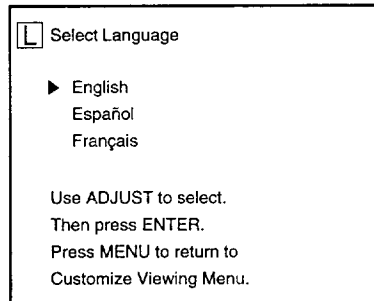 L Select Language
▶ English
Español
Français
Use ADJUST to select.
Then press ENTER.
Press MENU to return to
Customize Viewing Menu.